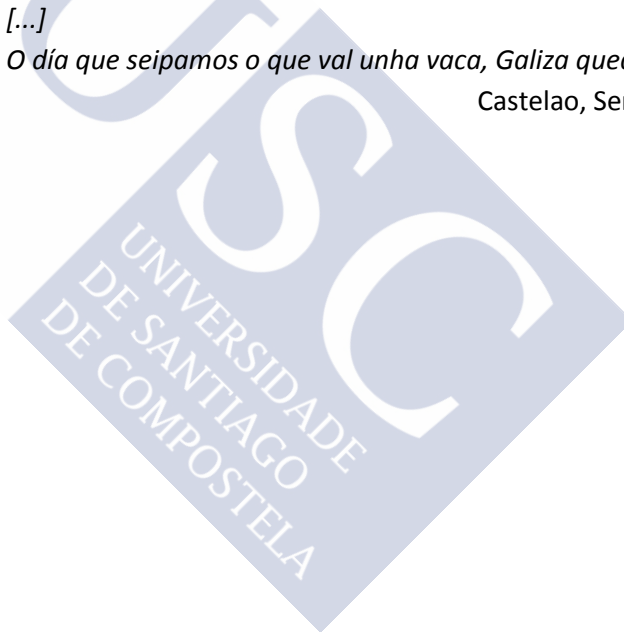 [...]
O día que seipamos o que val unha vaca, Galiza
Castelao,
USC
UNIVERSIDADE
DE SANTIAGO
DE COMPOSTELA